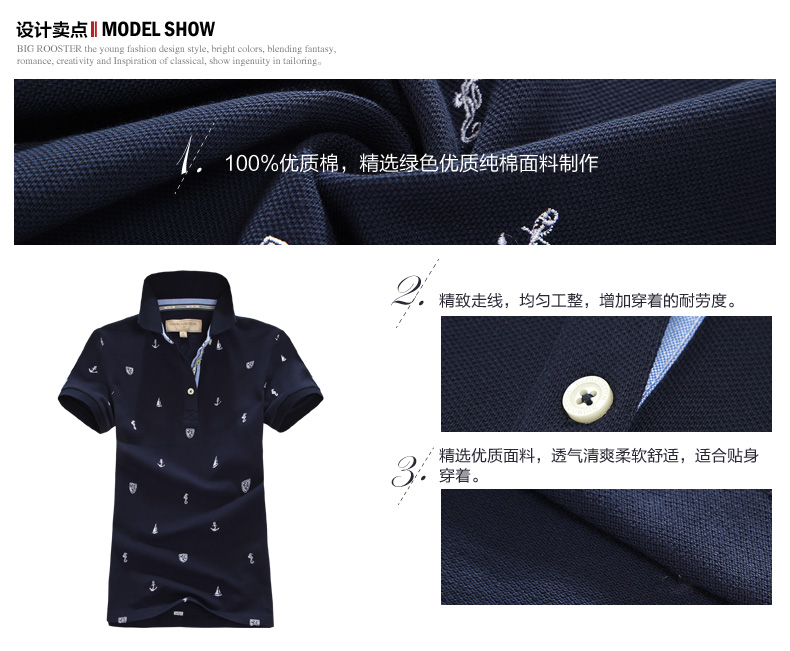 设计卖点 MODEL SHOW
BIG ROOSTER the young fashion design style, bright colors, blending fantasy,
romance, creativity and Inspiration of classical, show ingenuity in tailoring。
1. 100%优质棉，精选绿色优质纯棉面料制作
2. 精致走线，均匀工整，增加穿着的耐劳度。
3. 精选优质面料，透气清爽柔软舒适，适合贴身
穿着。